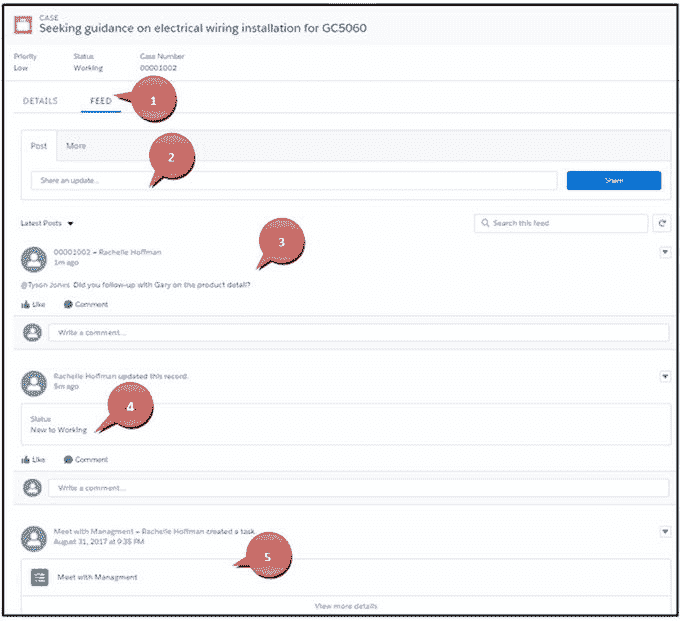 CASE
Seeking guidance on electrical wiring installation for GC5060
Priority Status Case Number
Low Working 00001002
DETAILS FEED 1
Post More 2
Share an update... Share
Latest Posts Search this feed
3
00001002 – Rachelle Hoffman
1m ago
@Tyson Jones Did you follow-up with Gary on the product detail?
Like Comment
Write a comment...
Rachelle Hoffman updated this record.
5m ago
4
Status
New to Working
Like Comment
Write a comment...
Meet with Managment – Rachelle Hoffman created a task
August 31, 2017 at 9:35 PM
5
Meet with Managment
View more details